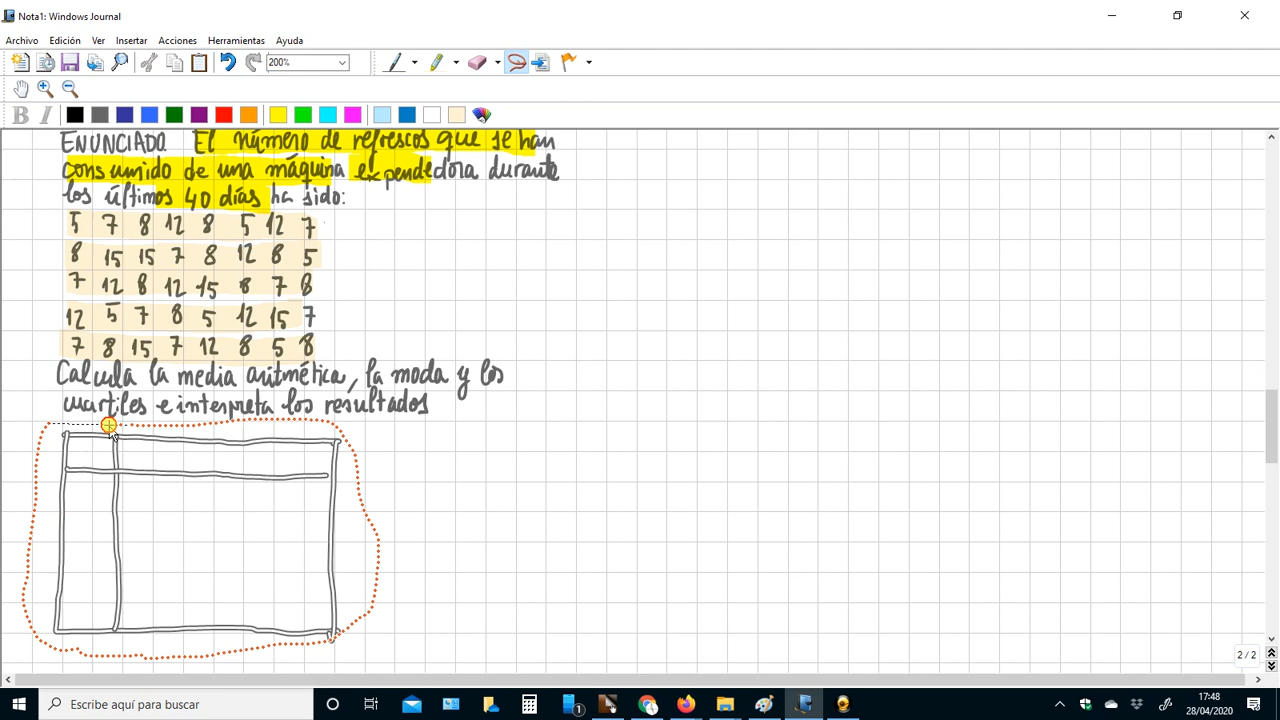 Nota1: Windows Journal
Archivo Edición Ver Insertar Acciones Herramientas Ayuda
200%
B I
ENUNCIADO El número de refrescos que se han
consumido de una máquina expendedora durante
los últimos 40 días ha sido:
5 7 8 12 8 5 12 7
8 15 15 7 8 12 8 5
7 12 8 12 15 8 7 8
12 5 7 8 5 12 15 7
7 8 15 7 12 8 5 8
Calcula la media aritmética, la moda y los
cuartiles e interpreta los resultados
2 / 2
Escribe aquí para buscar
1
17:48
28/04/2020